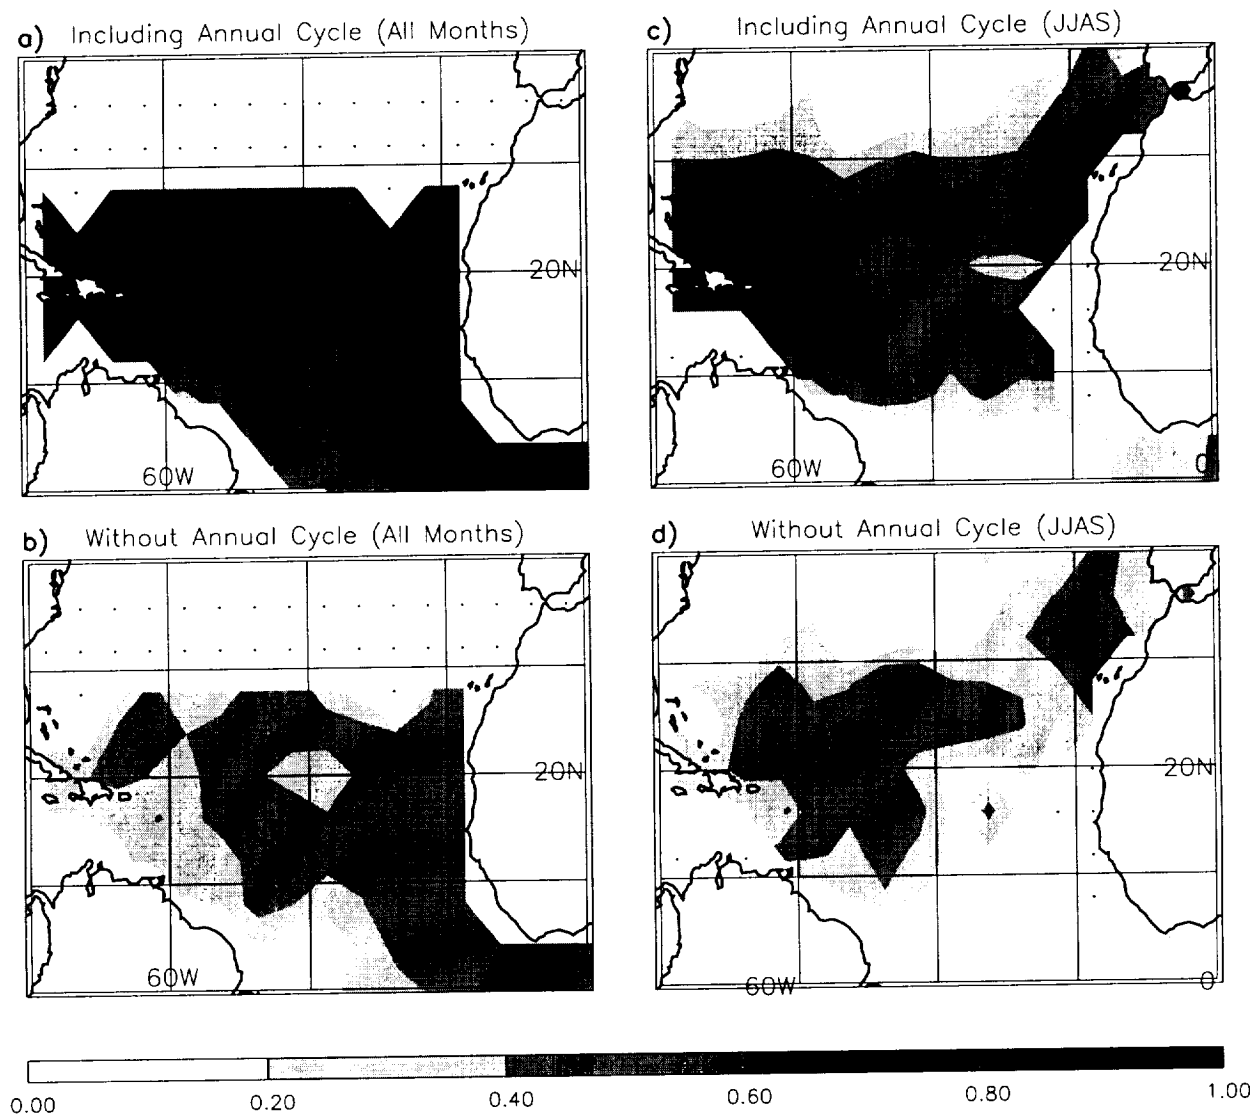 a) Including Annual Cycle (All Months)
20N
60W
c) Including Annual Cycle (JJAS)
20N
60W
0
b) Without Annual Cycle (All Months)
20N
60W
d) Without Annual Cycle (JJAS)
20N
60W
0
0.00 0.20 0.40 0.60 0.80 1.00